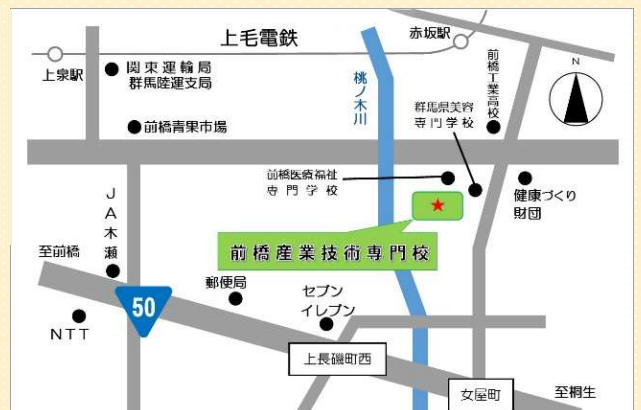 上毛電鉄
赤坂駅
上泉駅
関東運輸局
群馬陸運支局
桃ノ木川
前橋工業高校
N
群馬県美容
専門学校
前橋青果市場
前橋医療福祉
専門学校
健康づくり
財団
JA木瀬
★
至前橋
前橋産業技術専門校
郵便局
セブン
イレブン
50
NTT
上長磯町西
女屋町
至桐生